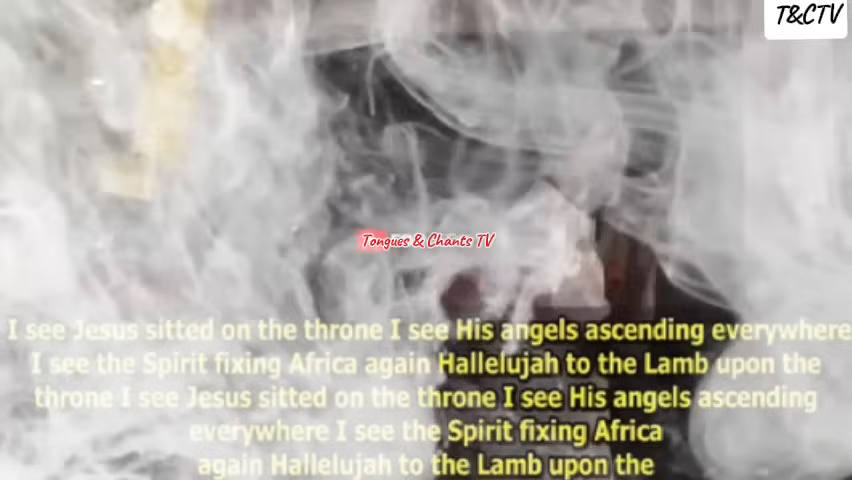 T&CTV
Tongues & Chants TV
I see Jesus sitted on the throne I see His angels ascending everywhere
I see the Spirit fixing Africa again Hallelujah to the Lamb upon the
throne I see Jesus sitted on the throne I see His angels ascending
everywhere I see the Spirit fixing Africa
again Hallelujah to the Lamb upon the